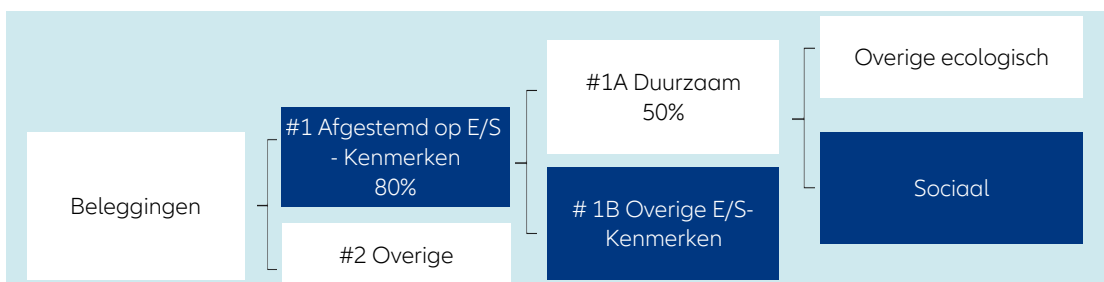 Beleggingen
#1 Afgestemd op E/S
- Kenmerken
80%
#2 Overige
#1A Duurzaam
50%
# 1B Overige E/S-
Kenmerken
Overige ecologisch
Sociaal